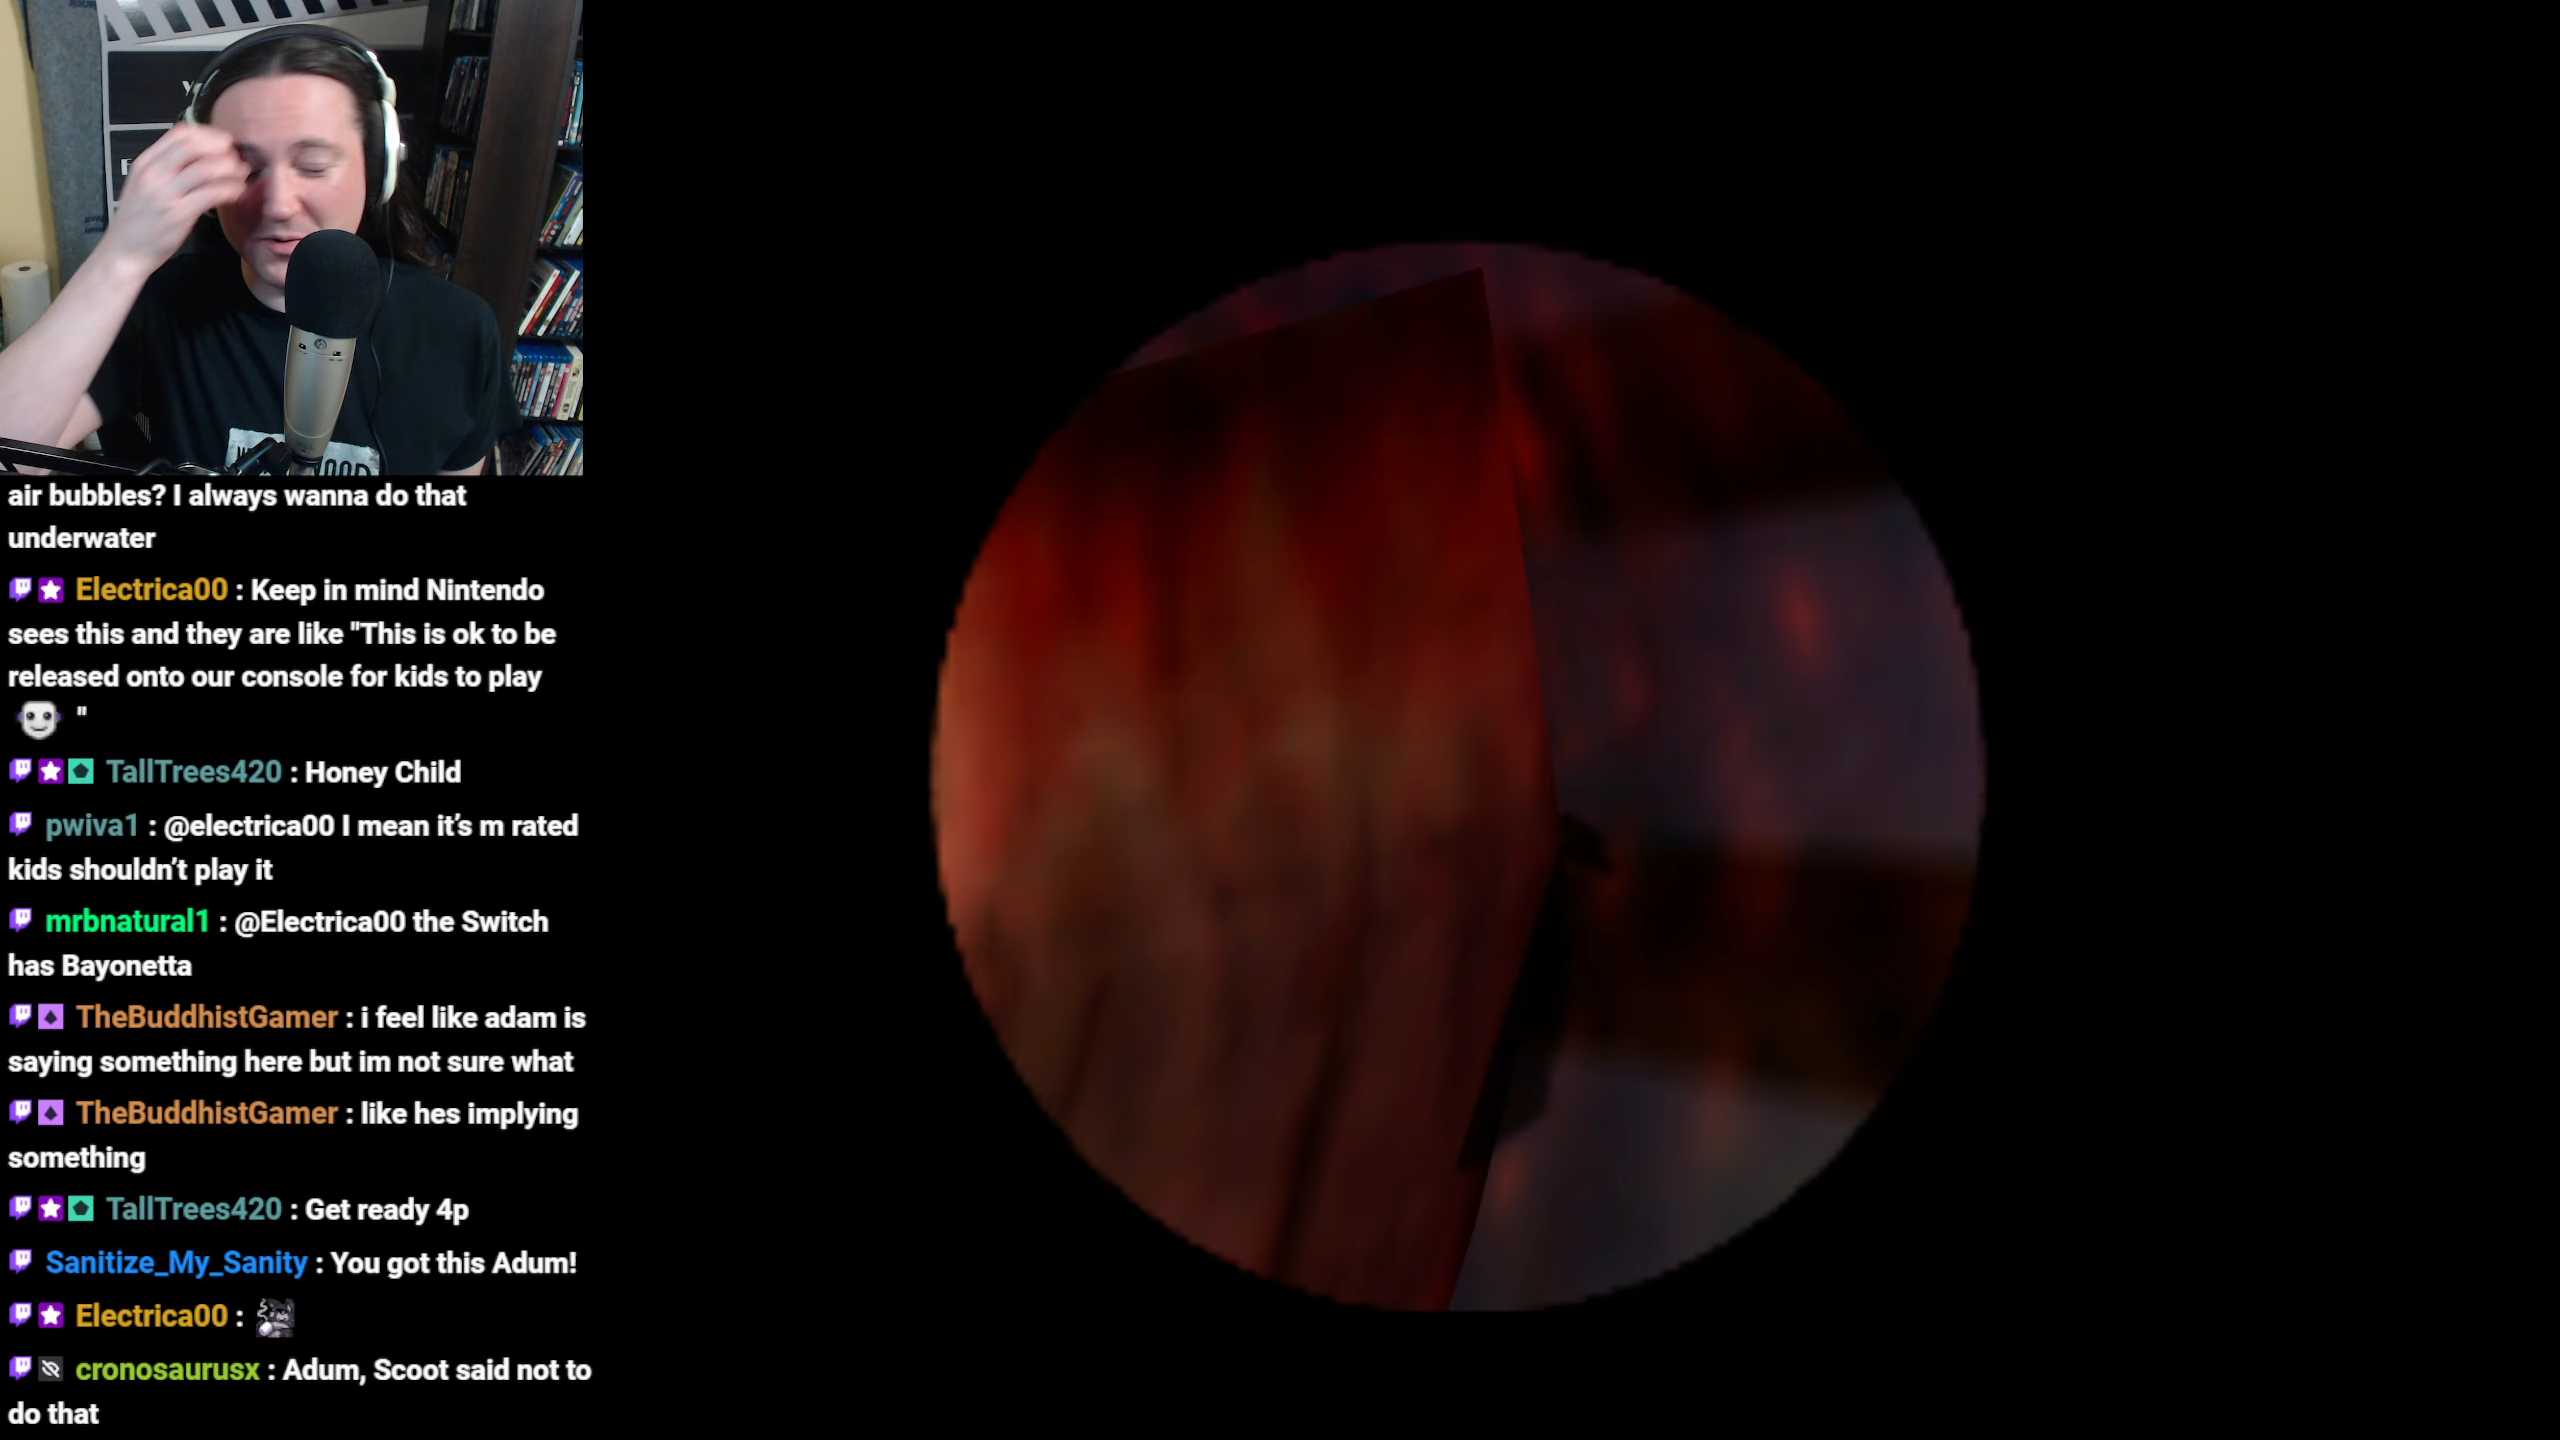 air bubbles? I always wanna do that
underwater
Electrica00 : Keep in mind Nintendo
sees this and they are like "This is ok to be
released onto our console for kids to play
"
TallTrees420 : Honey Child
pwiva1 : @electrica00 I mean it’s m rated
kids shouldn’t play it
mrbnatural1 : @Electrica00 the Switch
has Bayonetta
TheBuddhistGamer : i feel like adam is
saying something here but im not sure what
TheBuddhistGamer : like hes implying
something
TallTrees420 : Get ready 4p
Sanitize_My_Sanity : You got this Adum!
Electrica00 :
cronosaurusx : Adum, Scoot said not to
do that